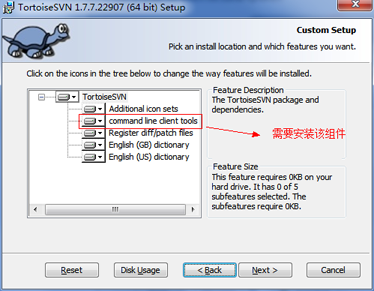 TortoiseSVN 1.7.7.22907 (64 bit) Setup
Custom Setup
Pick an install location and which features you want.
Click on the icons in the tree below to change the way features will be installed.
TortoiseSVN
Additional icon sets
command line client tools
Register diff/patch files
English (GB) dictionary
English (US) dictionary
Feature Description
The TortoiseSVN package and
dependencies.
需要安装该组件
Feature Size
This feature requires 0KB on your
hard drive. It has 0 of 5
subfeatures selected. The
subfeatures require 0KB.
Reset
Disk Usage
< Back
Next >
Cancel